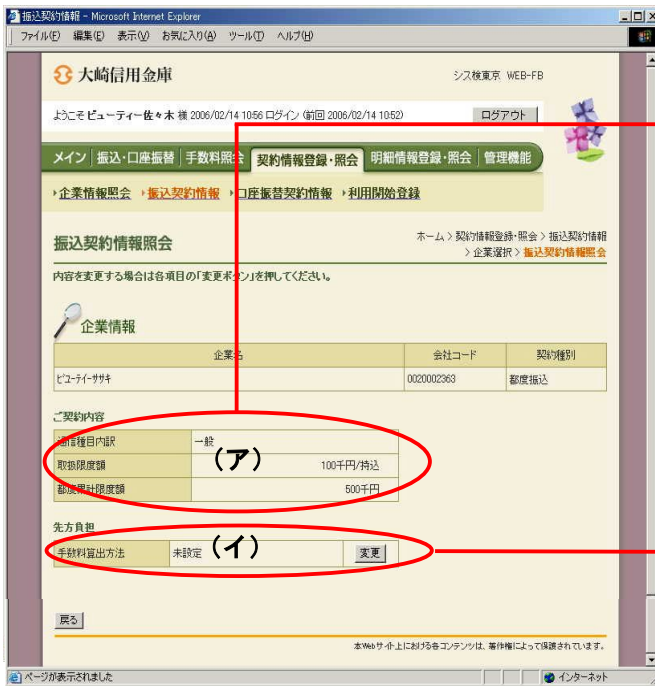 振込契約情報 - Microsoft Internet Explorer
ファイル(F) 編集(E) 表示(V) お気に入り(A) ツール(T) ヘルプ(H)
大崎信用金庫
シス検東京 WEB-FB
ようこそ ビューティー佐々木 様 2006/02/14 10:56 ログイン (前回 2006/02/14 10:52)
ログアウト
メイン 振込・口座振替 手数料照会 契約情報登録・照会 明細情報登録・照会 管理機能
企業情報照会 振込契約情報 口座振替契約情報 利用開始登録
振込契約情報照会
ホーム > 契約情報登録・照会 > 振込契約情報
> 企業選択 > 振込契約情報照会
内容を変更する場合は各項目の「変更ボタン」を押してください。
企業情報
企業名 会社コード 契約種別
ビューティーササキ 0020002363 都度振込
ご契約内容
通信種目内訳 一般
(ア)
取扱限度額 100千円/持込
都度累計限度額 500千円
先方負担
手数料算出方法 未設定 (イ) 変更
戻る
本Webサイト上における各コンテンツは、著作権によって保護されています。
ページが表示されました
インターネット